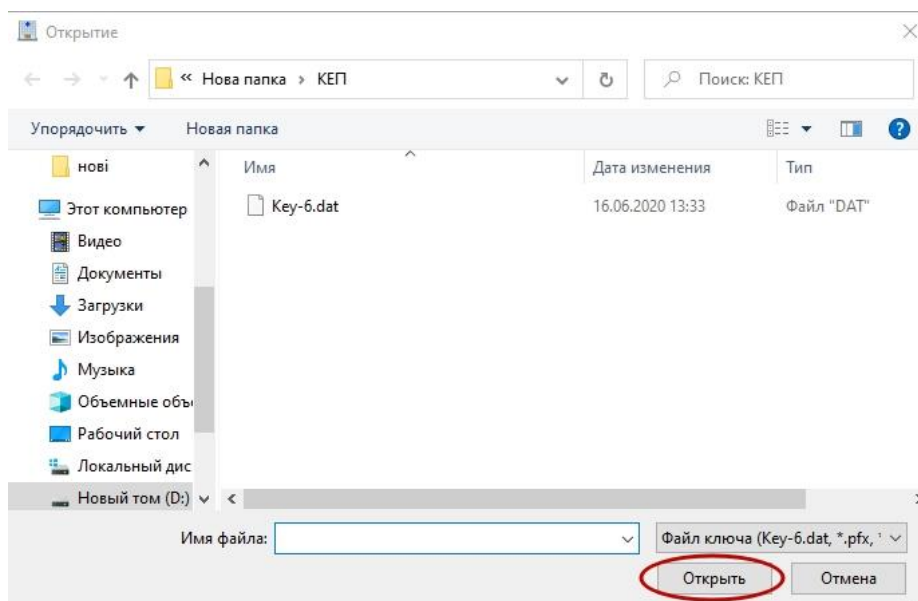 Открытие
« Нова папка › КЕП
Поиск: КЕП
Упорядочить
Новая папка
нові
Этот компьютер
Видео
Документы
Загрузки
Изображения
Музыка
Объемные объ
Рабочий стол
Локальный дис
Новый том (D:)
Имя
Дата изменения
Тип
Key-6.dat
16.06.2020 13:33
Файл "DAT"
Имя файла:
Файл ключа (Key-6.dat, *.pfx, *
Открыть
Отмена